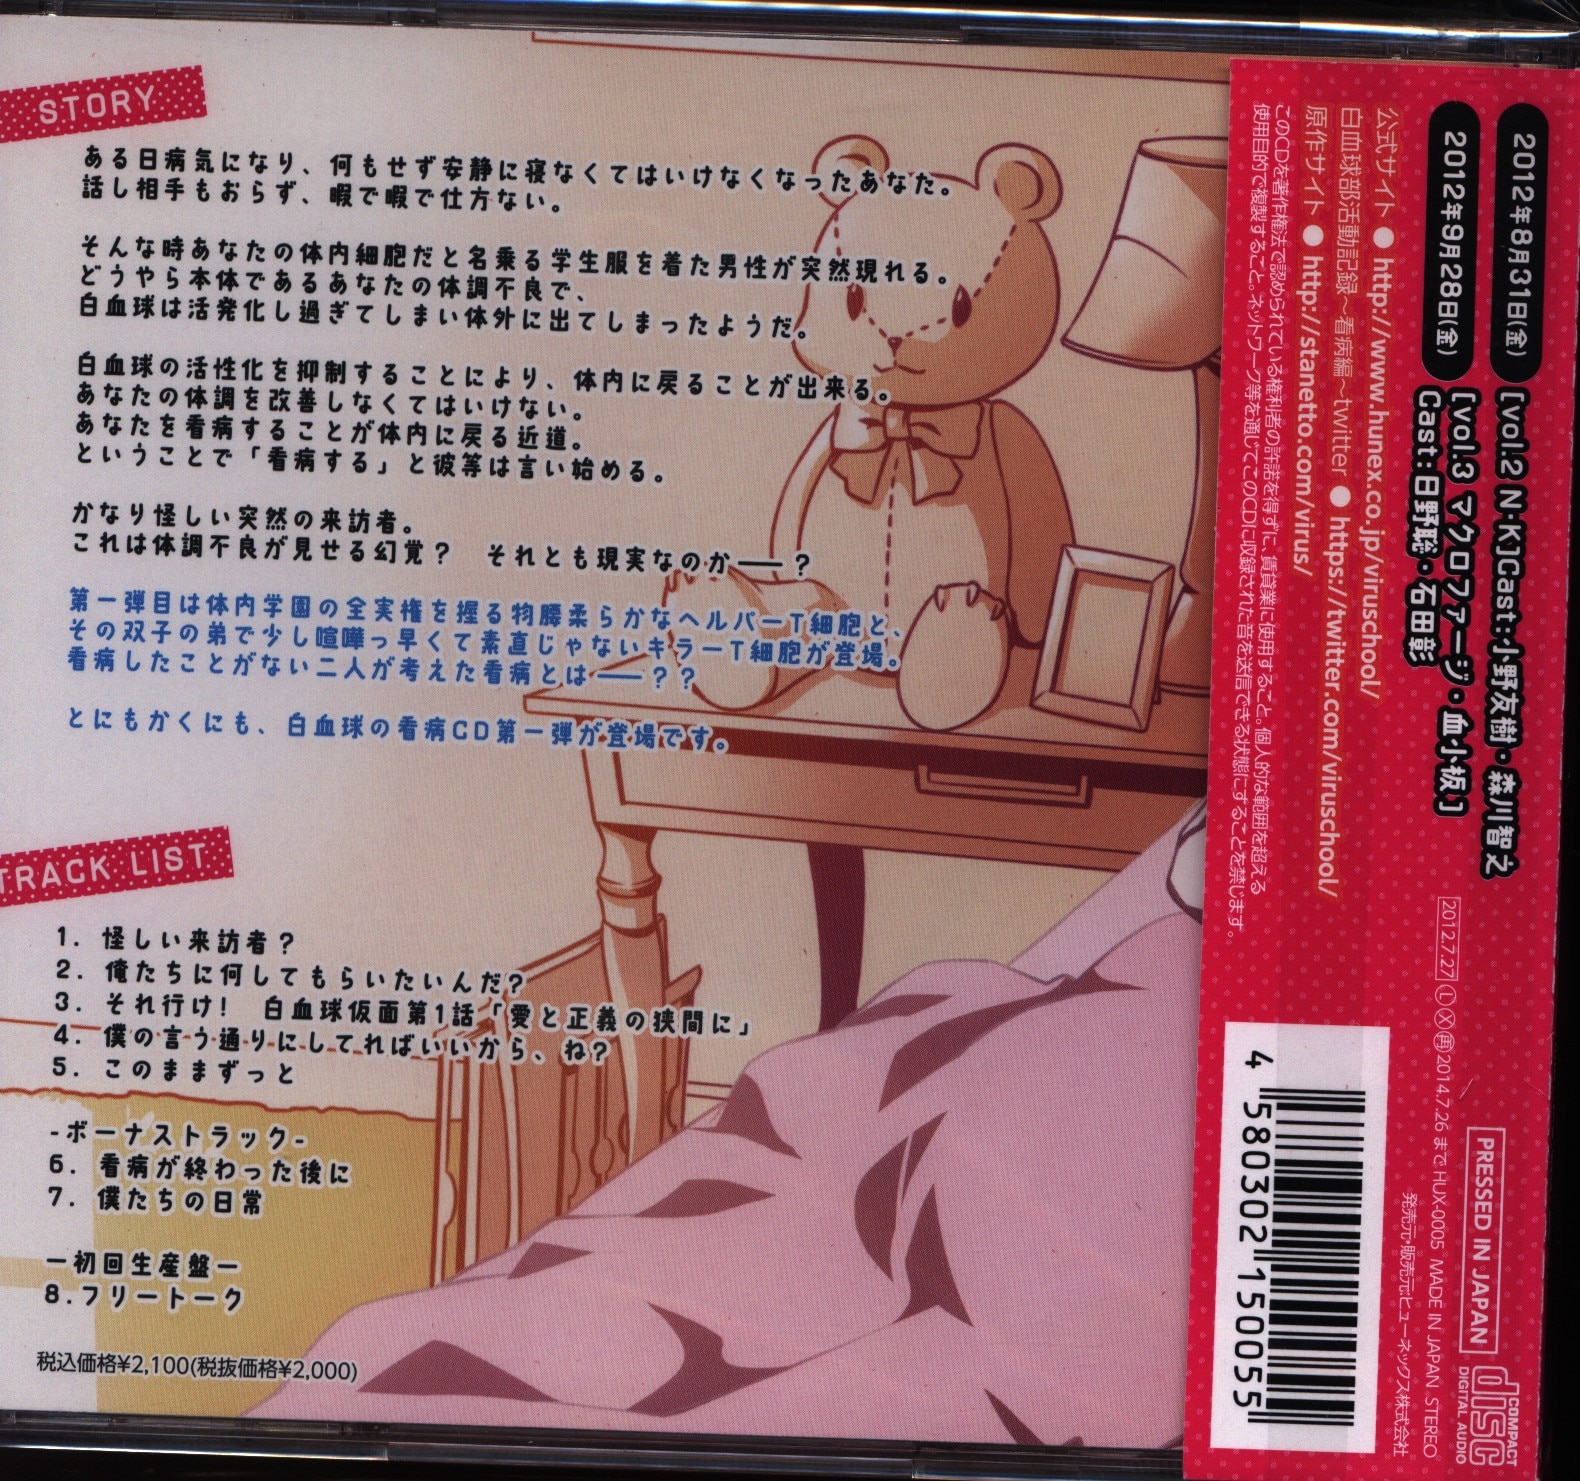 STORY
ある日病気になり、何もせず安静に寝なくてはいけなくなったあなた。
話し相手もおらず、暇で暇で仕方ない。
そんな時あなたの体内細胞だと名乗る学生服を着た男性が突然現れる。
どうやら本体であるあなたの体調不良で、
白血球は活発化し過ぎてしまい体外に出てしまったようだ。
白血球の活性化を抑制することにより、体内に戻ることが出来る。
あなたの体調を改善しなくてはいけない。
あなたを看病することが体内に戻る近道。
ということで「看病する」と彼等は言い始める。
かなり怪しい突然の来訪者。
これは体調不良が見せる幻覚？　それとも現実なのか――？
第一弾目は体内学園の全実権を握る物腰柔らかなヘルパーT細胞と、
その双子の弟で少し喧嘩っ早くて素直じゃないキラーT細胞が登場。
看病したことがない二人が考えた看病とは――？？
とにもかくにも、白血球の看病CD第一弾が登場です。
TRACK LIST
1. 怪しい来訪者？
2. 俺たちに何してもらいたいんだ？
3. それ行け！　白血球仮面第1話「愛と正義の狭間に」
4. 僕の言う通りにしてればいいから、ね？
5. このままずっと
-ボーナストラック-
6. 看病が終わった後に
7. 僕たちの日常
ー初回生産盤ー
8.フリートーク
税込価格¥2,100(税抜価格¥2,000)
2012年8月31日(金) [vol.2 N・K]Cast:小野友樹・森川智之
2012年9月28日(金) [vol.3 マクロファージ・血小板]
Cast:日野聡・石田彰
公式サイト●http://www.hunex.co.jp/viruschool/
白血球部活動記録～看病編～twitter●https://twitter.com/viruschool/
原作サイト●http://stanetto.com/virus/
このCDを著作権法で認められている権利者の許諾を得ずに、賃貸業に使用すること。個人的な範囲を超える
使用目的で複製すること。ネットワーク等を通じてこのCDに収録された音を送信できる状態にすることを禁じます。
2012.7.27 Ⓛ Ⓧ ㊞2014.7.26まで HUX-0005 MADE IN JAPAN STEREO
発売元・販売元:ヒューネックス株式会社
PRESSED IN JAPAN
COMPACT
disc
DIGITAL AUDIO
4 580302 150055